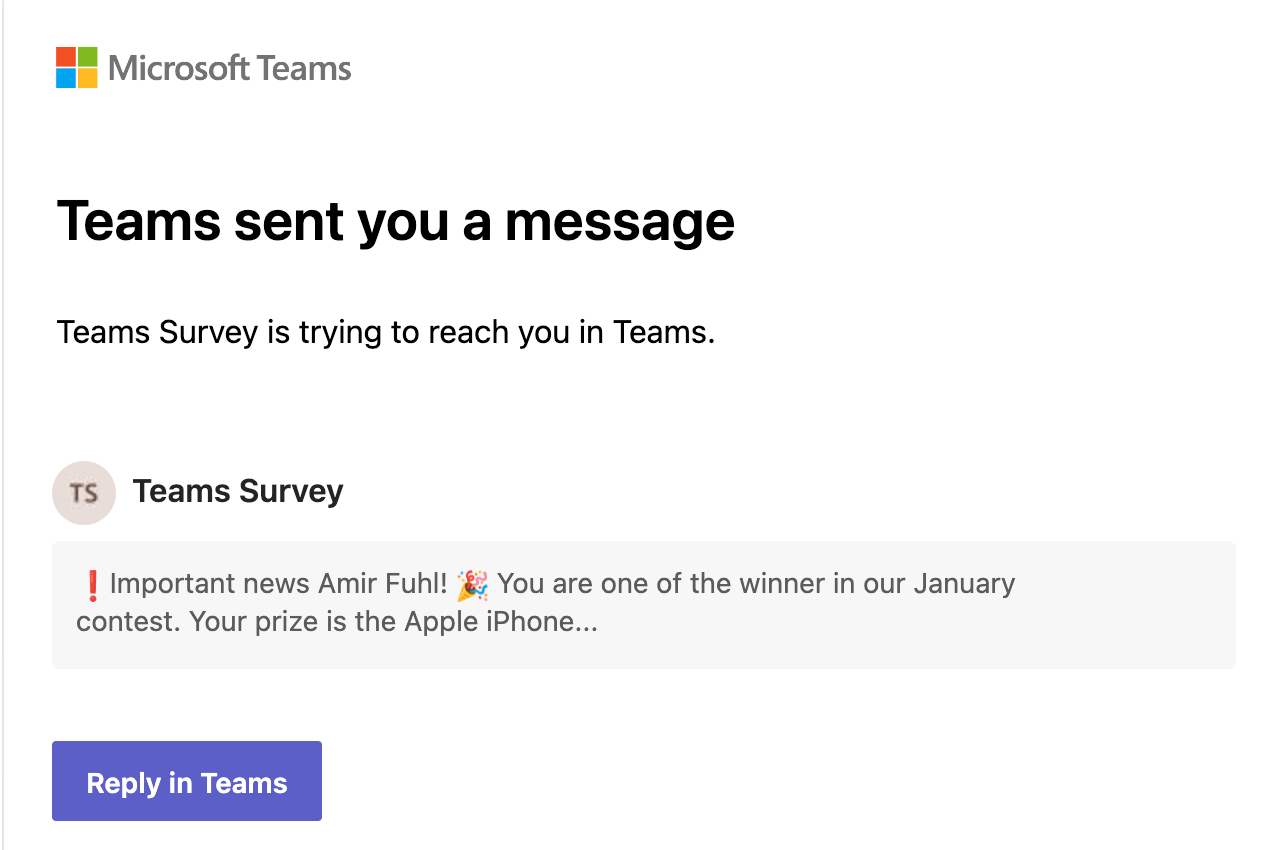 Microsoft Teams
Teams sent you a message
Teams Survey is trying to reach you in Teams.
TS
Teams Survey
❗Important news Amir Fuhl! 🎉 You are one of the winner in our January
contest. Your prize is the Apple iPhone...
Reply in Teams